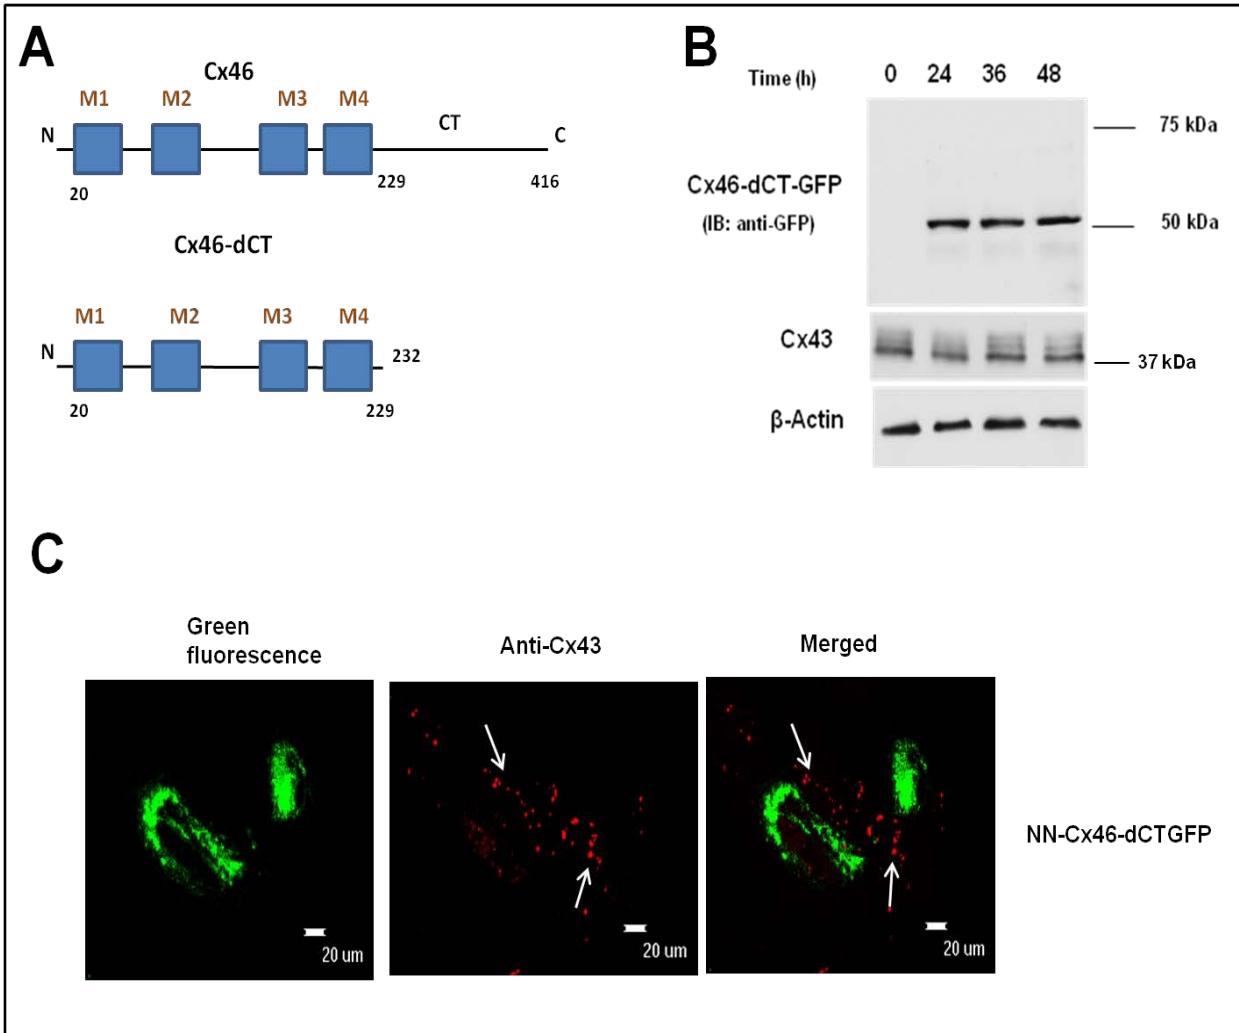 A
Cx46
M1 M2 M3 M4
N CT C
20 229 416
Cx46-dCT
M1 M2 M3 M4
N 232
20 229
B
Time (h) 0 24 36 48
75 kDa
Cx46-dCT-GFP
(IB: anti-GFP)
50 kDa
Cx43
37 kDa
β-Actin
C
Green
fluorescence
Anti-Cx43
Merged
NN-Cx46-dCTGFP
20 um
20 um
20 um